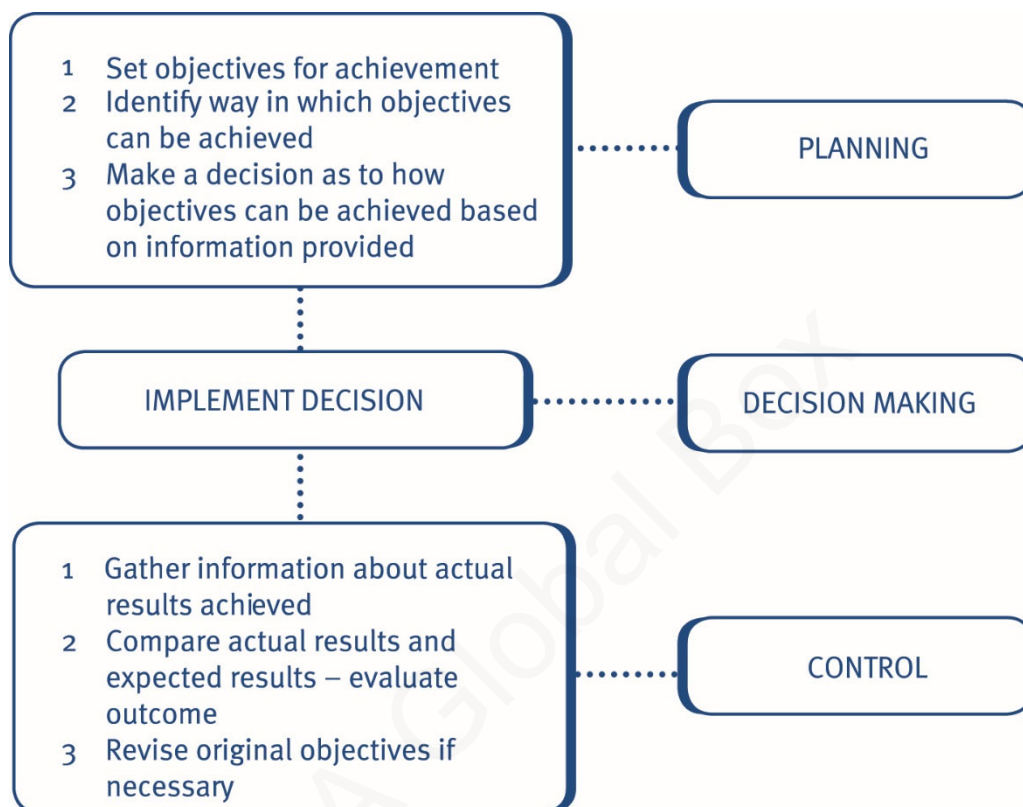 1 Set objectives for achievement
2 Identify way in which objectives
can be achieved
3 Make a decision as to how
objectives can be achieved based
on information provided
PLANNING
IMPLEMENT DECISION
DECISION MAKING
1 Gather information about actual
results achieved
2 Compare actual results and
expected results – evaluate
outcome
3 Revise original objectives if
necessary
CONTROL
A Global Box